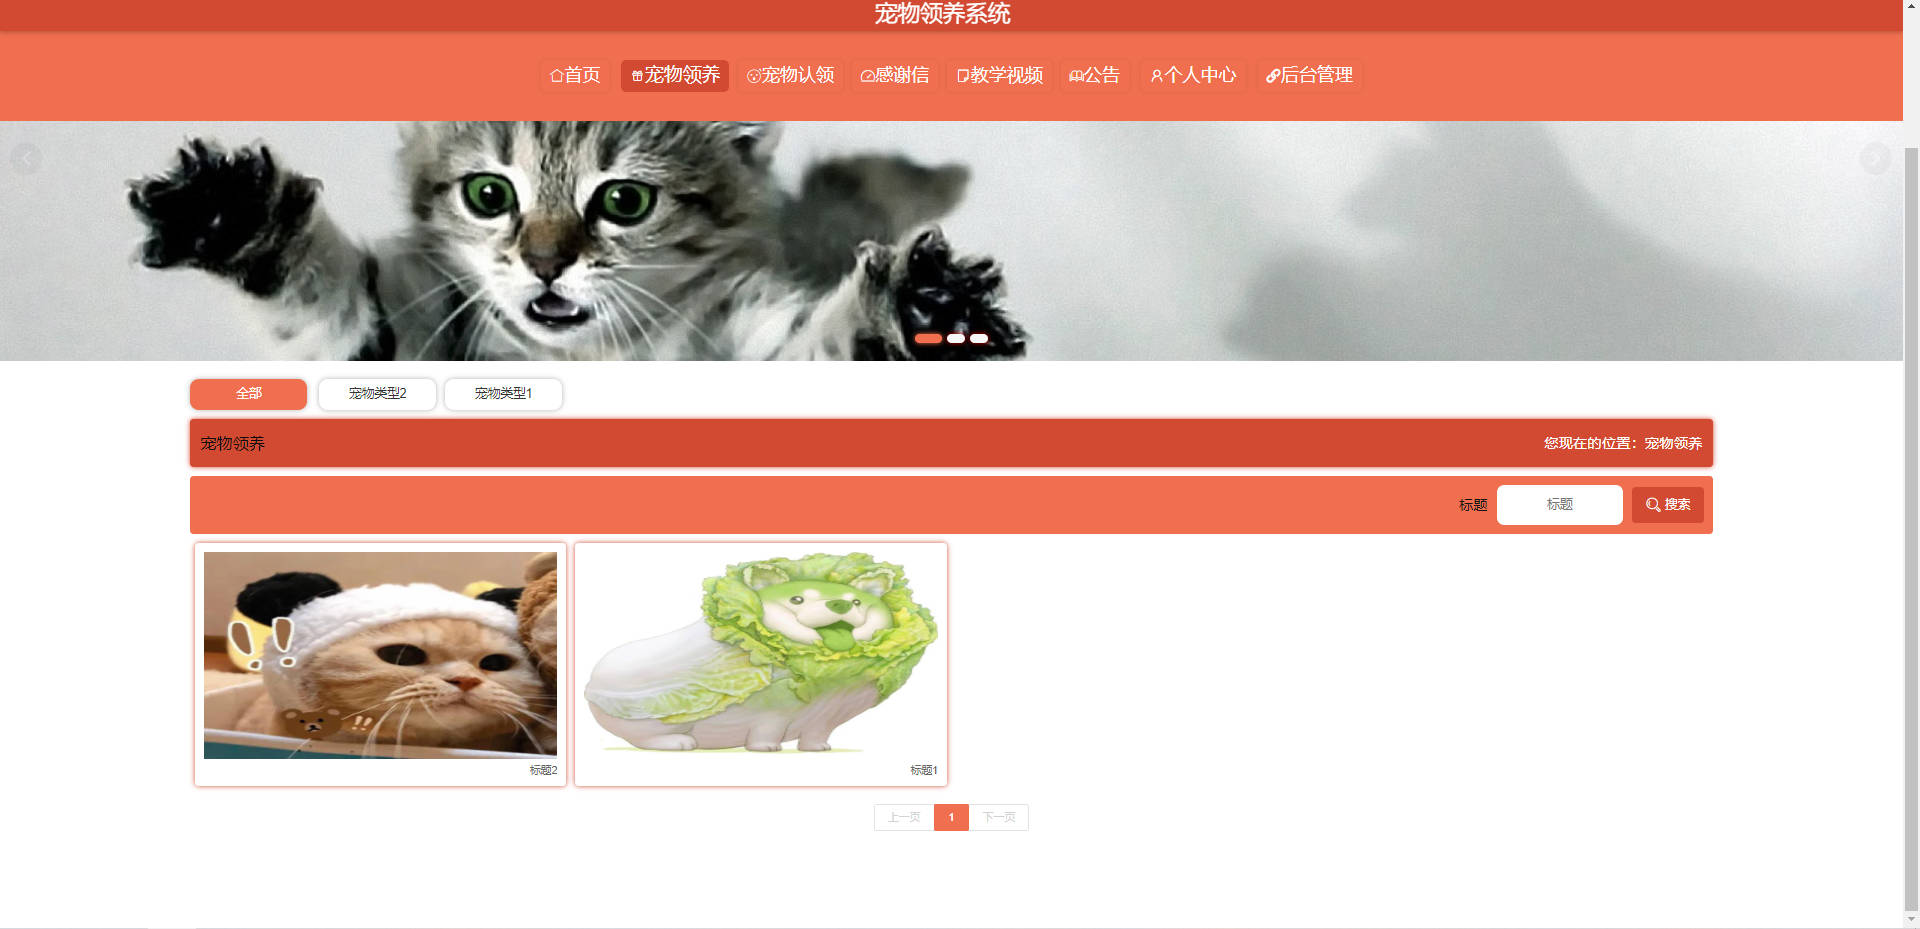 宠物领养系统
首页 宠物领养 宠物认领 感谢信 教学视频 公告 个人中心 后台管理
全部 宠物类型2 宠物类型1
宠物领养 您现在的位置：宠物领养
标题 标题 搜索
标题2 标题1
上一页 1 下一页